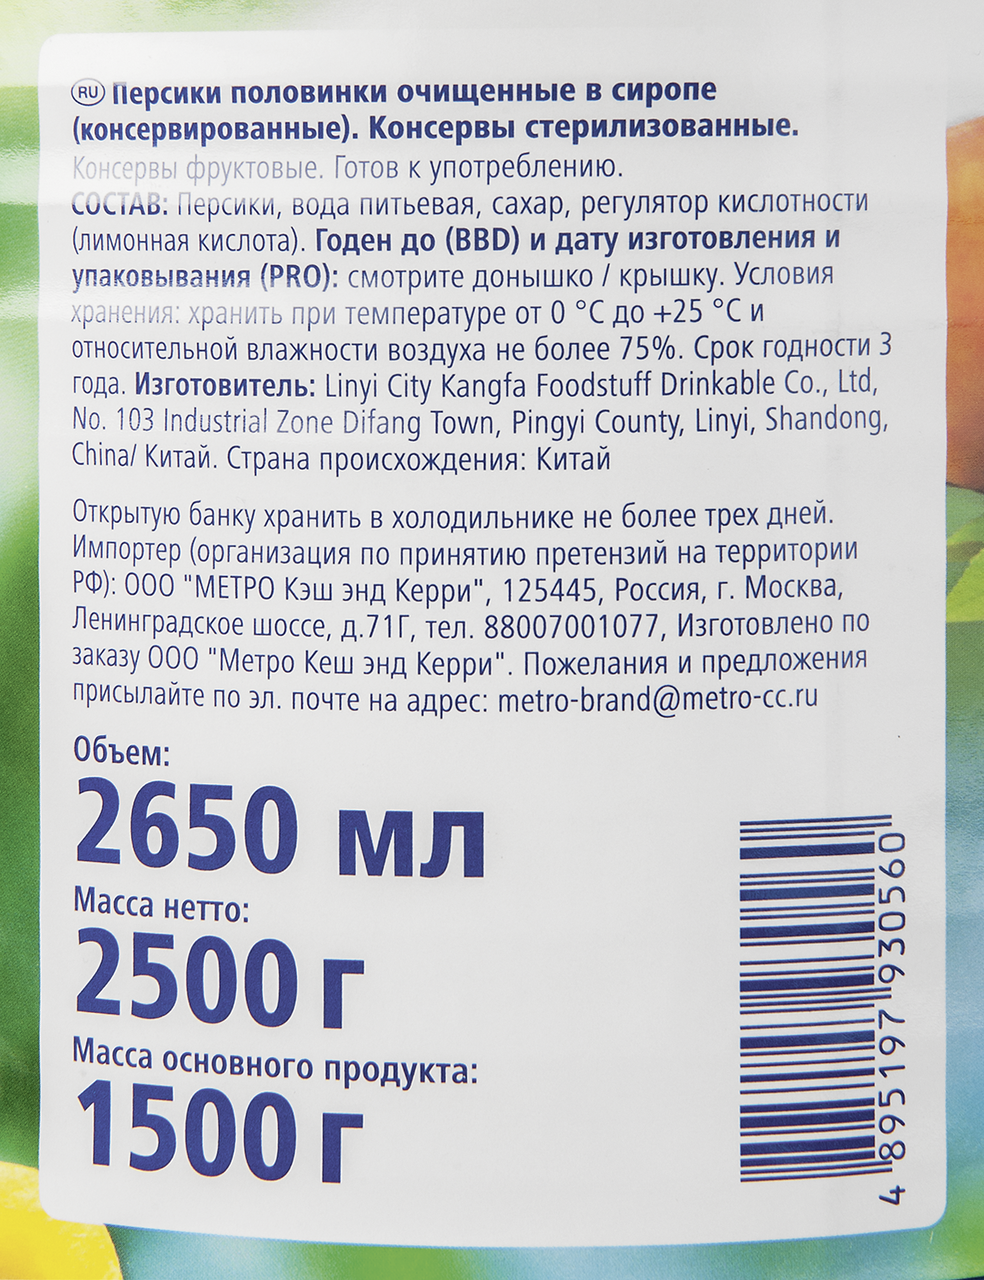 RU Персики половинки очищенные в сиропе
(консервированные). Консервы стерилизованные.
Консервы фруктовые. Готов к употреблению.
СОСТАВ: Персики, вода питьевая, сахар, регулятор кислотности
(лимонная кислота). Годен до (BBD) и дату изготовления и
упаковывания (PRO): смотрите донышко / крышку. Условия
хранения: хранить при температуре от 0 °C до +25 °C и
относительной влажности воздуха не более 75%. Срок годности 3
года. Изготовитель: Linyi City Kangfa Foodstuff Drinkable Co., Ltd,
No. 103 Industrial Zone Difang Town, Pingyi County, Linyi, Shandong,
China/ Китай. Страна происхождения: Китай
Открытую банку хранить в холодильнике не более трех дней.
Импортер (организация по принятию претензий на территории
РФ): ООО "МЕТРО Кэш энд Керри", 125445, Россия, г. Москва,
Ленинградское шоссе, д.71Г, тел. 88007001077, Изготовлено по
заказу ООО "Метро Кеш энд Керри". Пожелания и предложения
присылайте по эл. почте на адрес: metro-brand@metro-cc.ru
Объем:
2650 мл
Масса нетто:
2500 г
Масса основного продукта:
1500 г
4 895197 930560